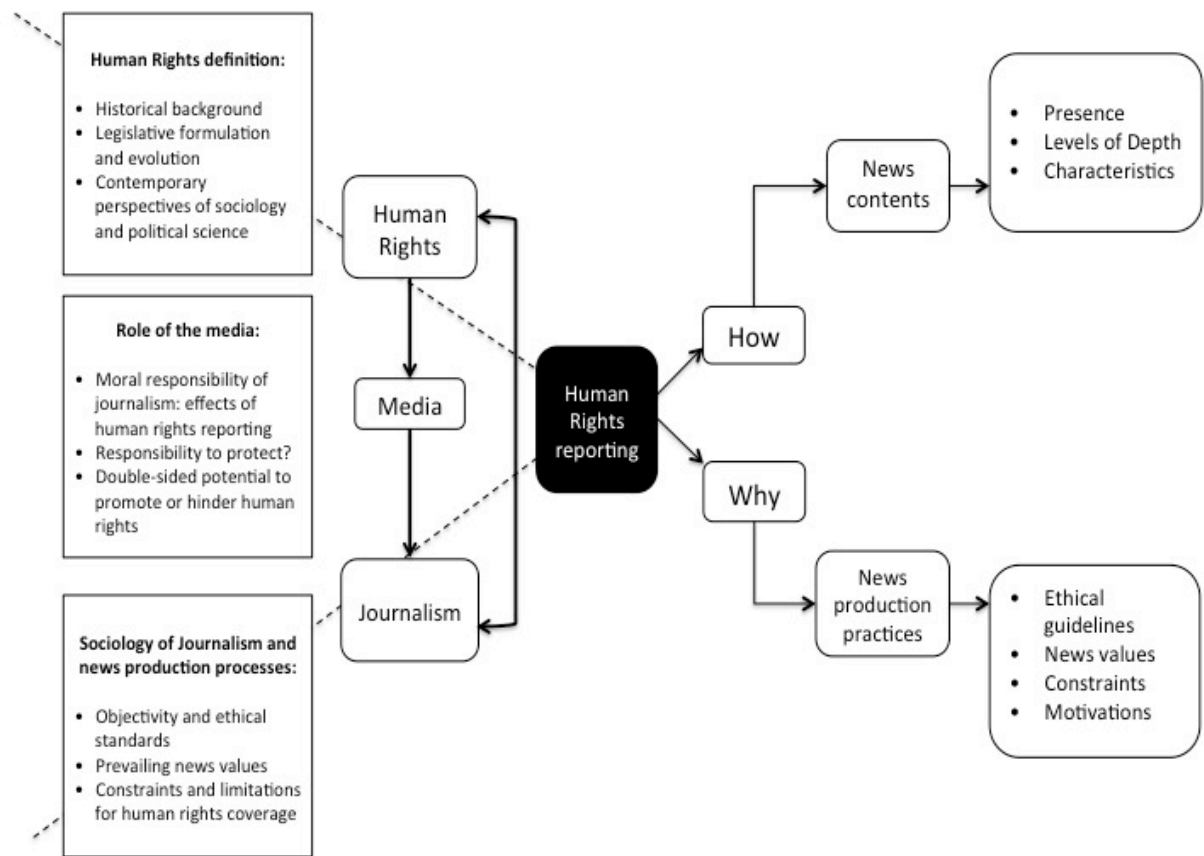 Human Rights definition:
• Historical background
• Legislative formulation
and evolution
• Contemporary
perspectives of sociology
and political science
Role of the media:
• Moral responsibility of
journalism: effects of
human rights reporting
• Responsibility to protect?
• Double-sided potential to
promote or hinder human
rights
Sociology of Journalism and
news production processes:
• Objectivity and ethical
standards
• Prevailing news values
• Constraints and limitations
for human rights coverage
Human
Rights
Media
Journalism
Human
Rights
reporting
How
News
contents
• Presence
• Levels of Depth
• Characteristics
Why
News
production
practices
• Ethical
guidelines
• News values
• Constraints
• Motivations